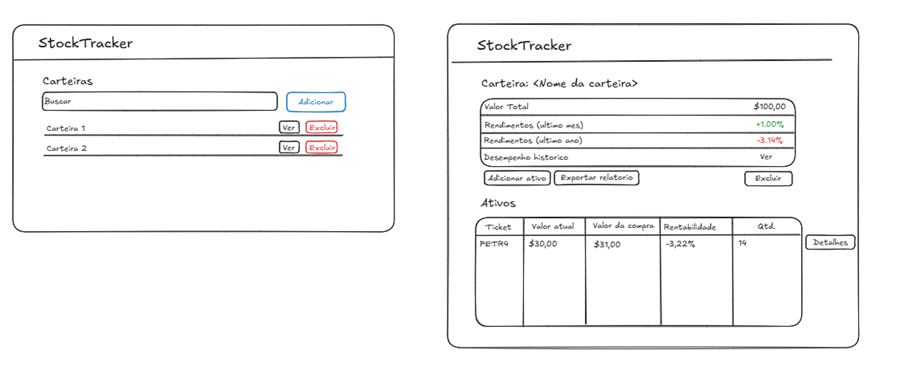 StockTracker
Carteiras
Buscar Adicionar
Carteira 1 Ver Excluir
Carteira 2 Ver Excluir
StockTracker
Carteira: <Nome da carteira>
Valor Total $100,00
Rendimentos (ultimo mes) +1.00%
Rendimentos (ultimo ano) -3.14%
Desempenho historico Ver
Adicionar ativo Exportar relatorio Excluir
Ativos
Ticket Valor atual Valor da compra Rentabilidade Qtd.
PETR4 $30,00 $31,00 -3,22% 14 Detalhes